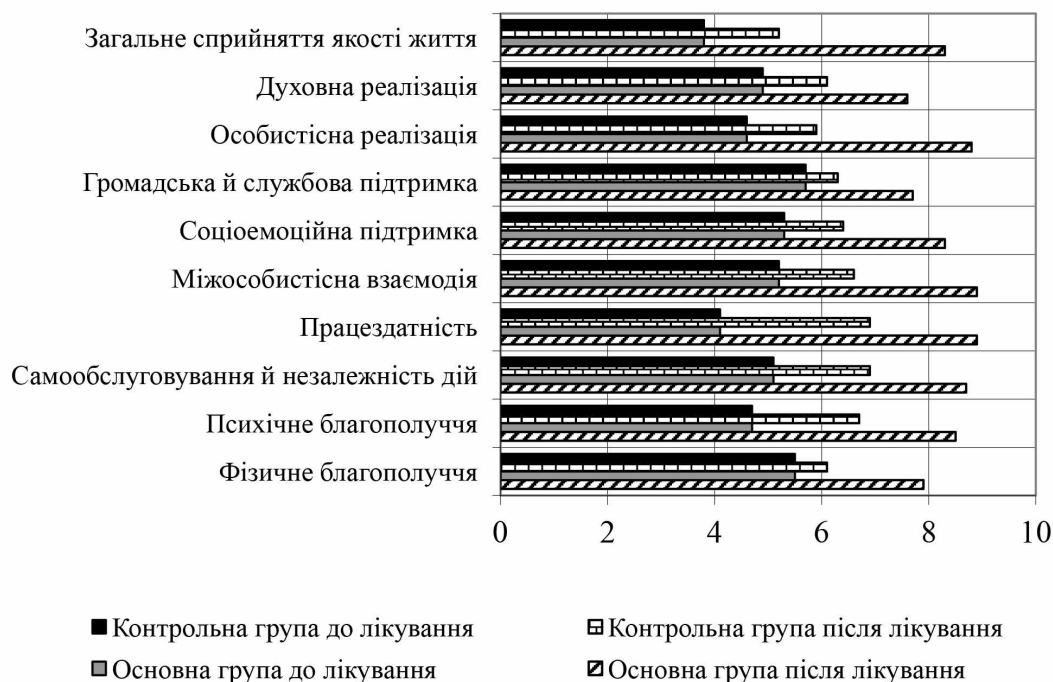 Загальне сприйняття якості життя
Духовна реалізація
Особистісна реалізація
Громадська й службова підтримка
Соціоемоційна підтримка
Міжособистісна взаємодія
Працездатність
Самообслуговування й незалежність дій
Психічне благополуччя
Фізичне благополуччя
0 2 4 6 8 10
Контрольна група до лікування
Контрольна група після лікування
Основна група до лікування
Основна група після лікування